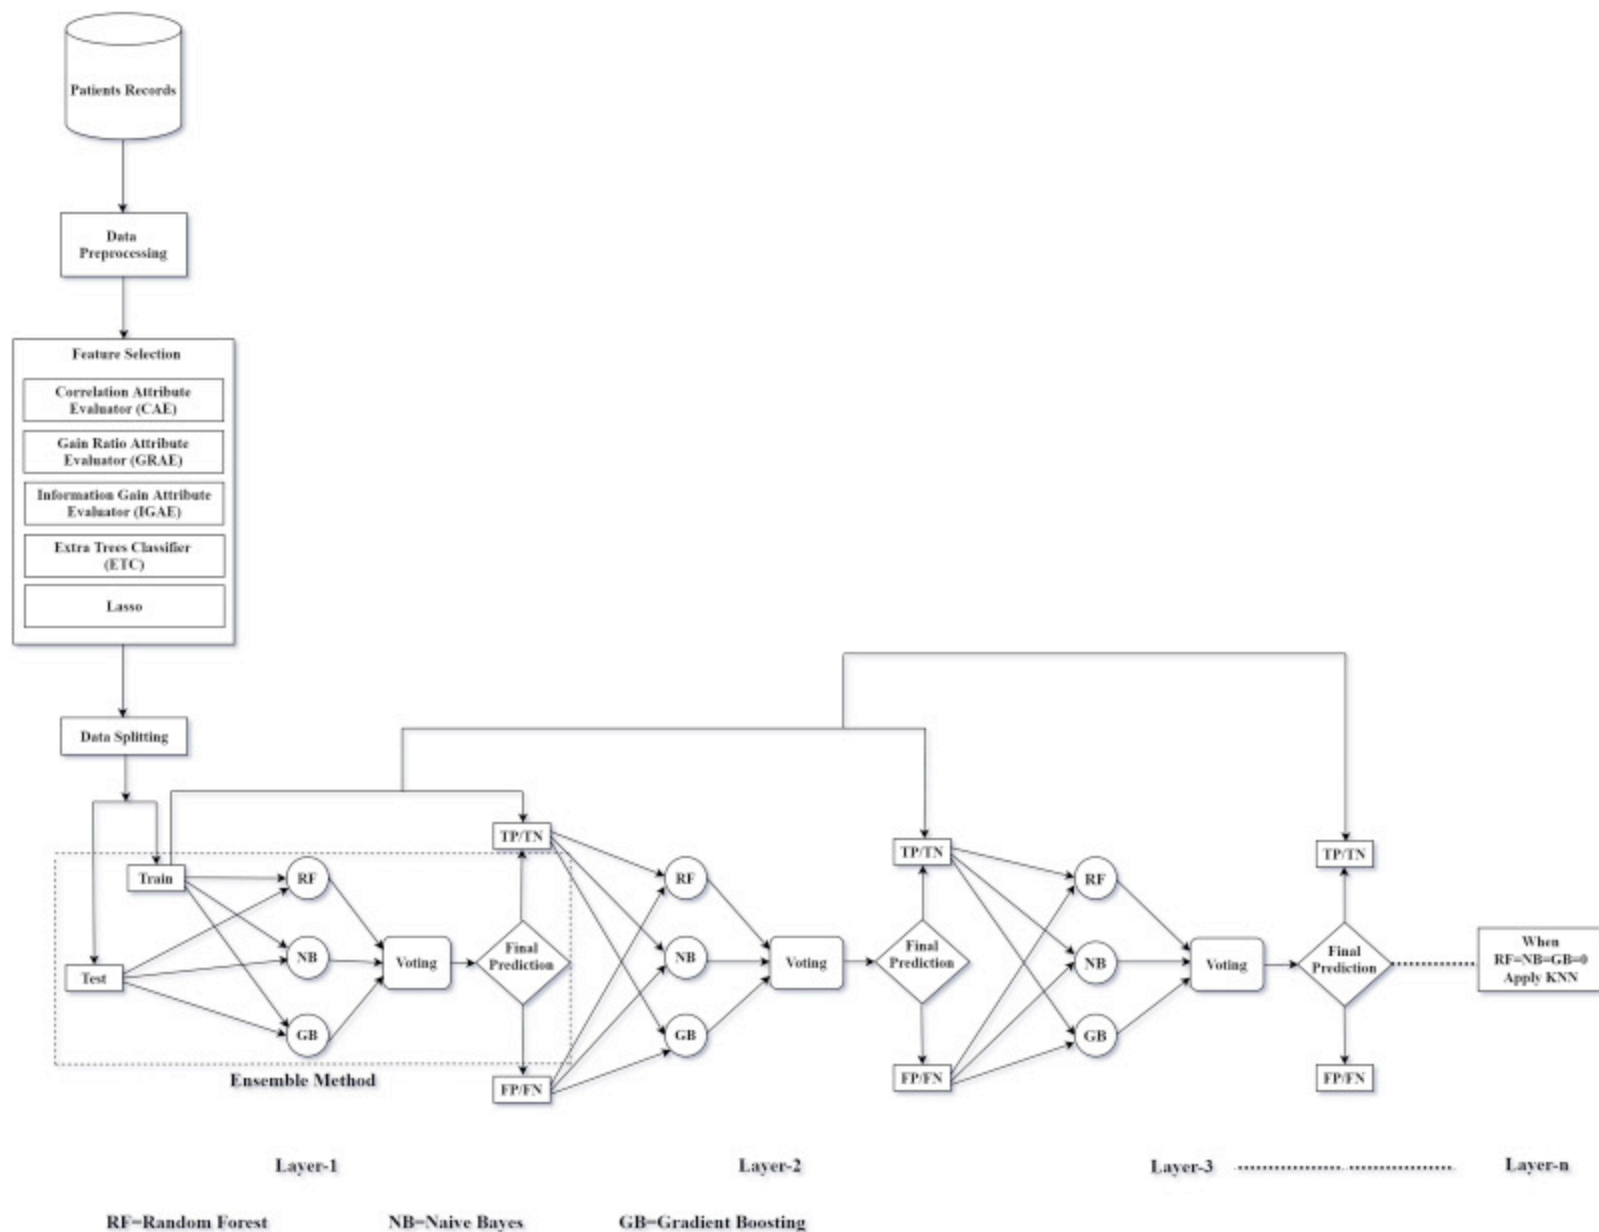 Patients Records
Data
Preprocessing
Feature Selection
Correlation Attribute
Evaluator (CAE)
Gain Ratio Attribute
Evaluator (GRAE)
Information Gain Attribute
Evaluator (IGAE)
Extra Trees Classifier
(ETC)
Lasso
Data Splitting
Train
Test
RF
NB
GB
Voting
Final
Prediction
TP/TN
FP/FN
Ensemble Method
RF
NB
GB
Voting
Final
Prediction
TP/TN
FP/FN
RF
NB
GB
Voting
Final
Prediction
TP/TN
FP/FN
When
RF=NB=GB=0
Apply KNN
Layer-1
Layer-2
Layer-3
Layer-n
RF=Random Forest
NB=Naive Bayes
GB=Gradient Boosting